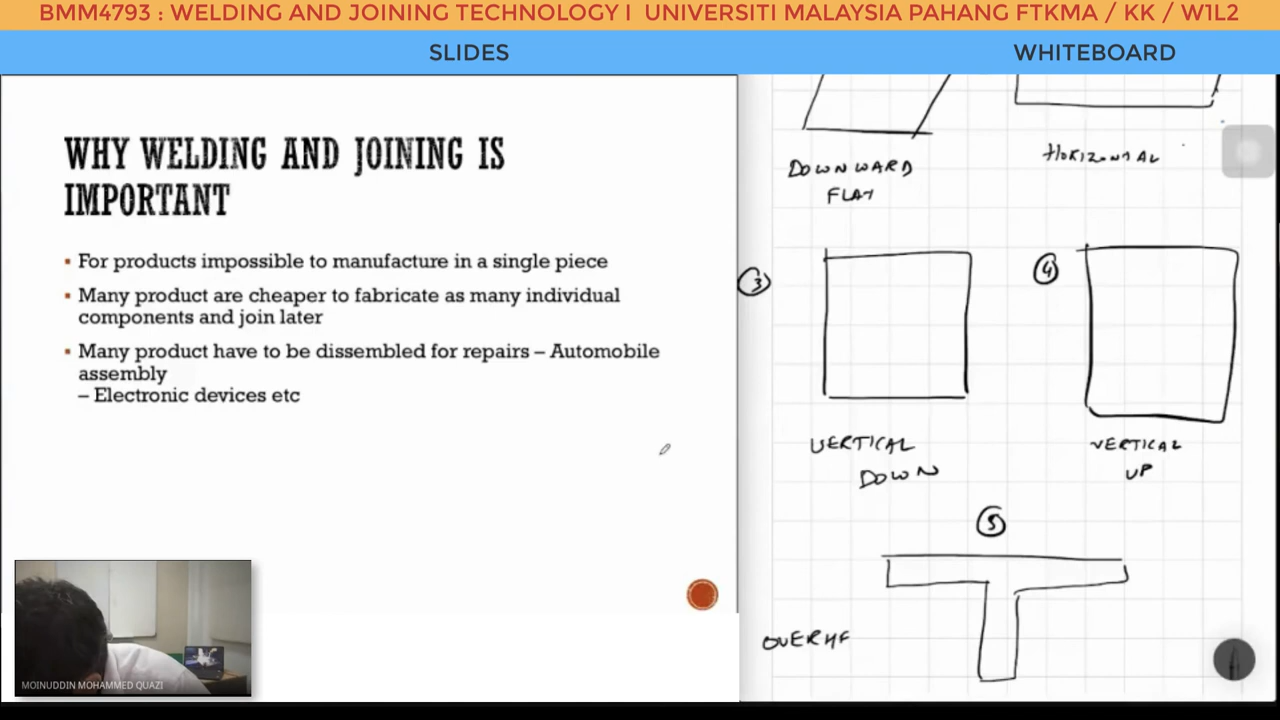 BMM4793 : WELDING AND JOINING TECHNOLOGY I UNIVERSITI MALAYSIA PAHANG FTKMA / KK / W1L2
SLIDES
WHITEBOARD
WHY WELDING AND JOINING IS
IMPORTANT
▪ For products impossible to manufacture in a single piece
▪ Many product are cheaper to fabricate as many individual
components and join later
▪ Many product have to be dissembled for repairs – Automobile
assembly
– Electronic devices etc
MOINUDDIN MOHAMMED QUAZI
DOWNWARD
FLAT
HORIZONTAL
3
4
VERTICAL
DOWN
VERTICAL
UP
5
OVERHE